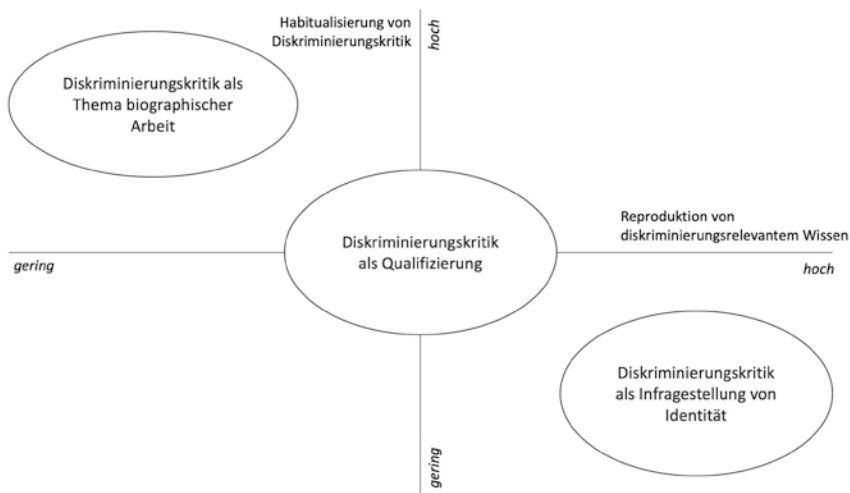 Habitualisierung von
Diskriminierungskritik
hoch
Diskriminierungskritik als
Thema biographischer
Arbeit
Reproduktion von
diskriminierungsrelevantem Wissen
Diskriminierungskritik
als Qualifizierung
gering
hoch
Diskriminierungskritik
als Infragestellung von
Identität
gering